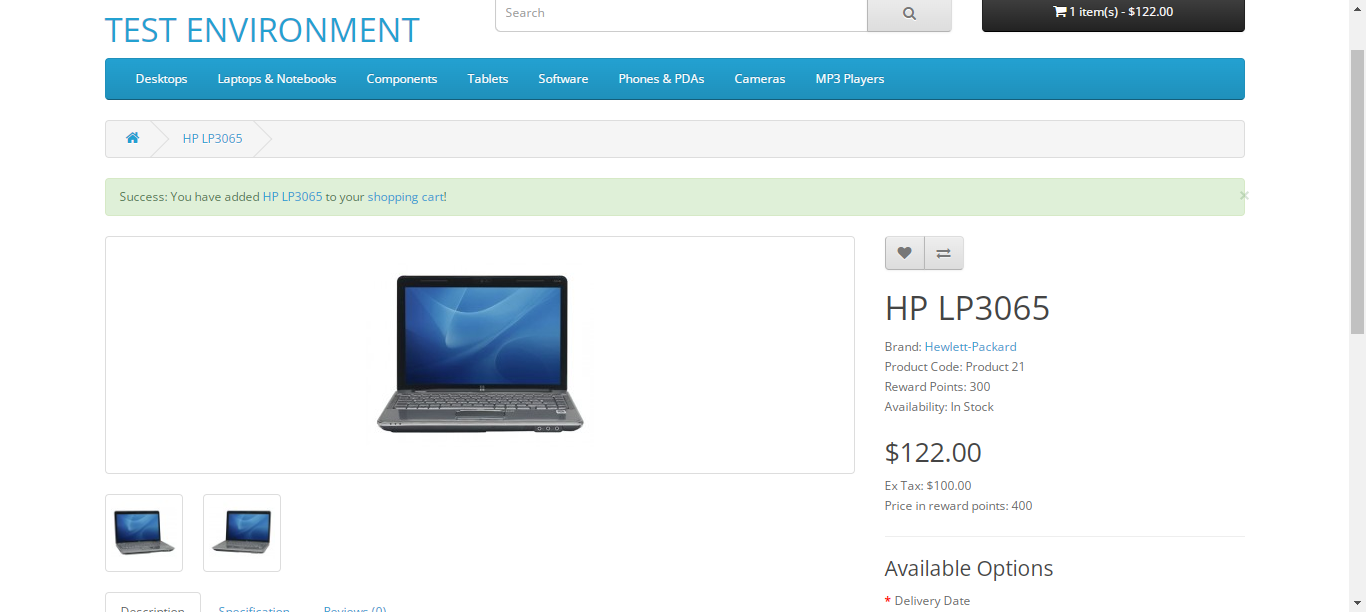 TEST ENVIRONMENT
Search
1 item(s) - $122.00
Desktops Laptops & Notebooks Components Tablets Software Phones & PDAs Cameras MP3 Players
HP LP3065
Success: You have added HP LP3065 to your shopping cart!
×
HP LP3065
Brand: Hewlett-Packard
Product Code: Product 21
Reward Points: 300
Availability: In Stock
$122.00
Ex Tax: $100.00
Price in reward points: 400
Available Options
* Delivery Date
Description Specification Reviews (0)